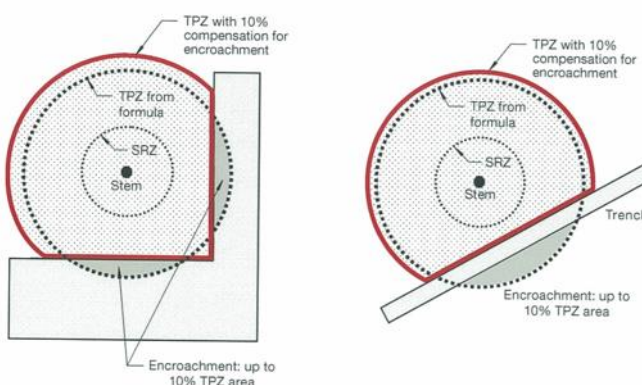 TPZ with 10%
compensation for
encroachment
TPZ from
formula
SRZ
Stem
Encroachment: up to
10% TPZ area
TPZ with 10%
compensation for
encroachment
TPZ from
formula
SRZ
Stem
Trench
Encroachment: up to
10% TPZ area